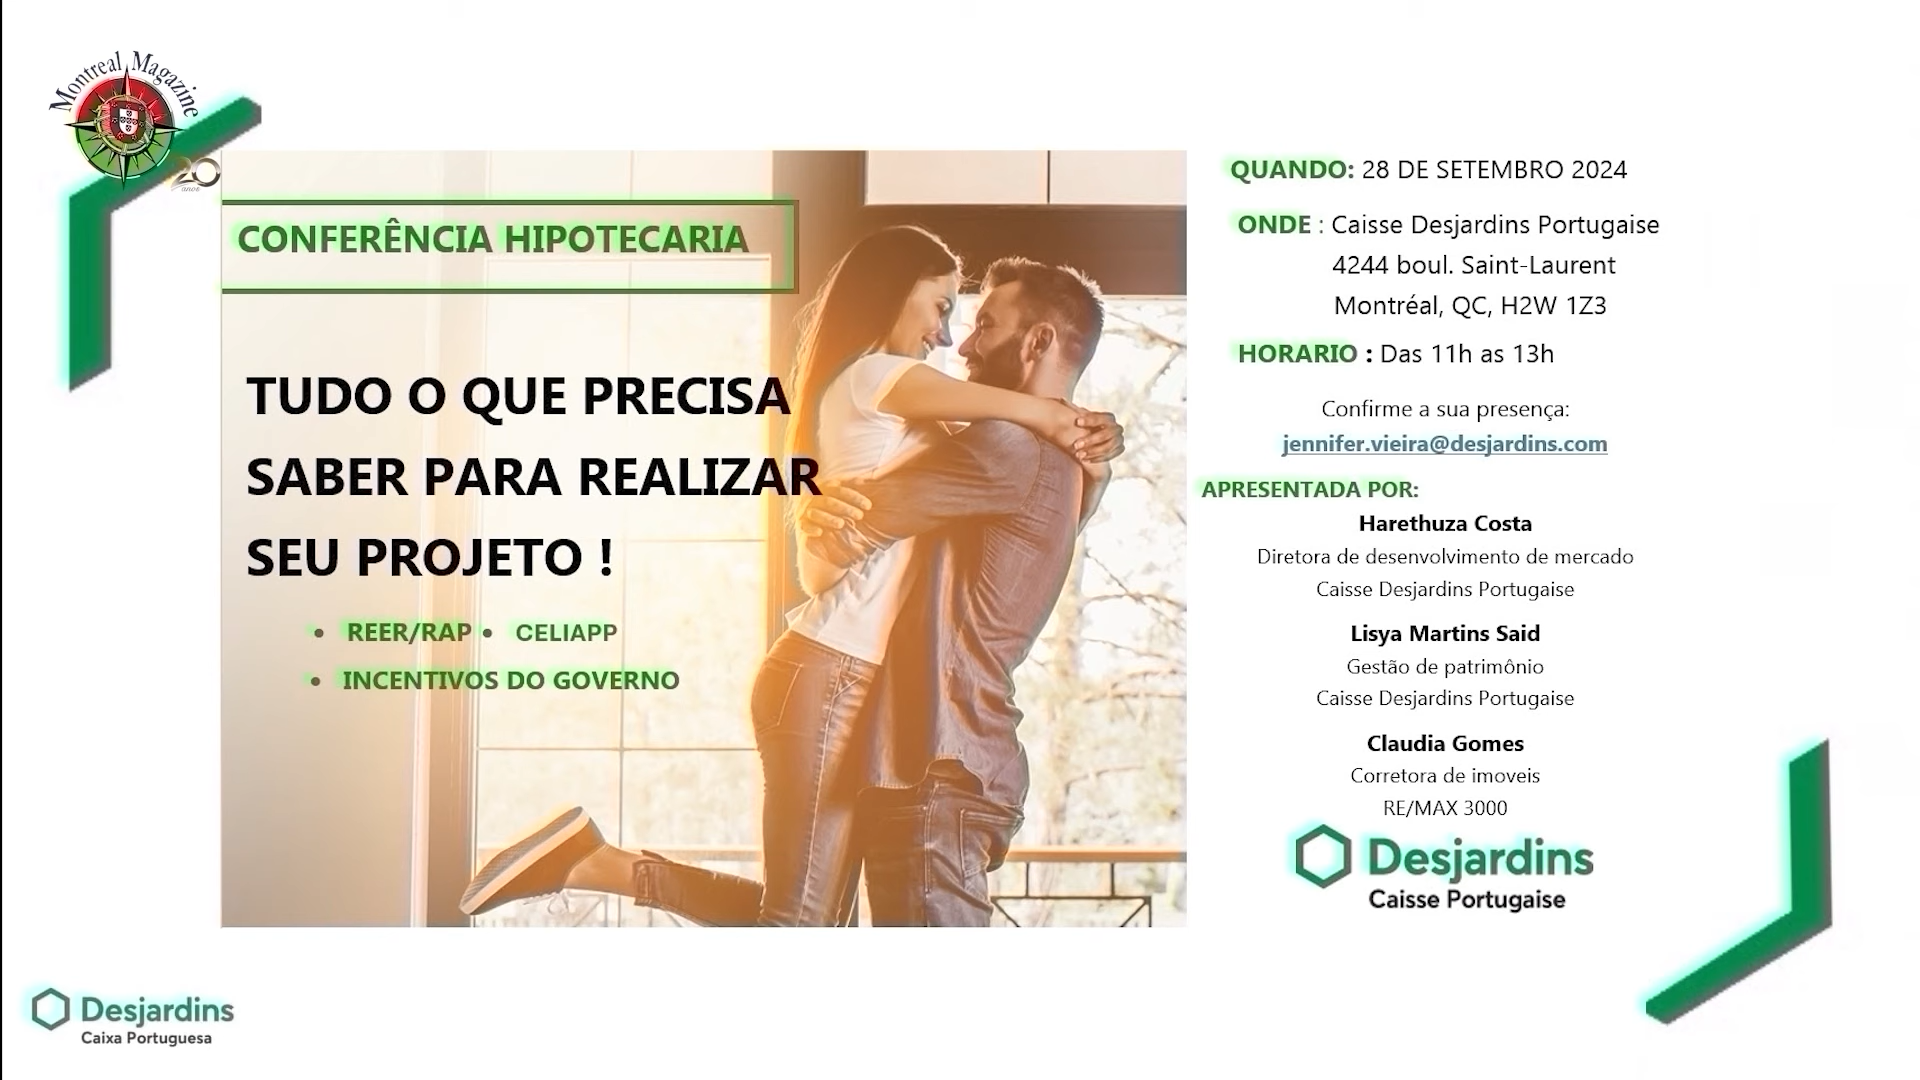 Montreal Magazine
20
anos
CONFERÊNCIA HIPOTECARIA
TUDO O QUE PRECISA
SABER PARA REALIZAR
SEU PROJETO !
• REER/RAP • CELIAPP
• INCENTIVOS DO GOVERNO
QUANDO: 28 DE SETEMBRO 2024
ONDE : Caisse Desjardins Portugaise
4244 boul. Saint-Laurent
Montréal, QC, H2W 1Z3
HORARIO : Das 11h as 13h
Confirme a sua presença:
jennifer.vieira@desjardins.com
APRESENTADA POR:
Harethuza Costa
Diretora de desenvolvimento de mercado
Caisse Desjardins Portugaise
Lisya Martins Said
Gestão de patrimônio
Caisse Desjardins Portugaise
Claudia Gomes
Corretora de imoveis
RE/MAX 3000
Desjardins
Caisse Portugaise
Desjardins
Caixa Portuguesa